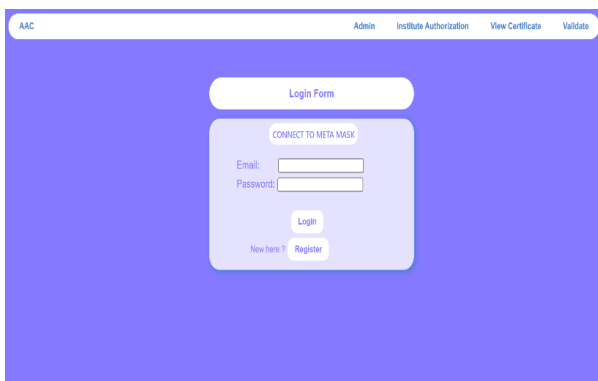 AAC Admin Institute Authorization View Certificate Validate
Login Form
CONNECT TO META MASK
Email:
Password:
Login
New here ? Register